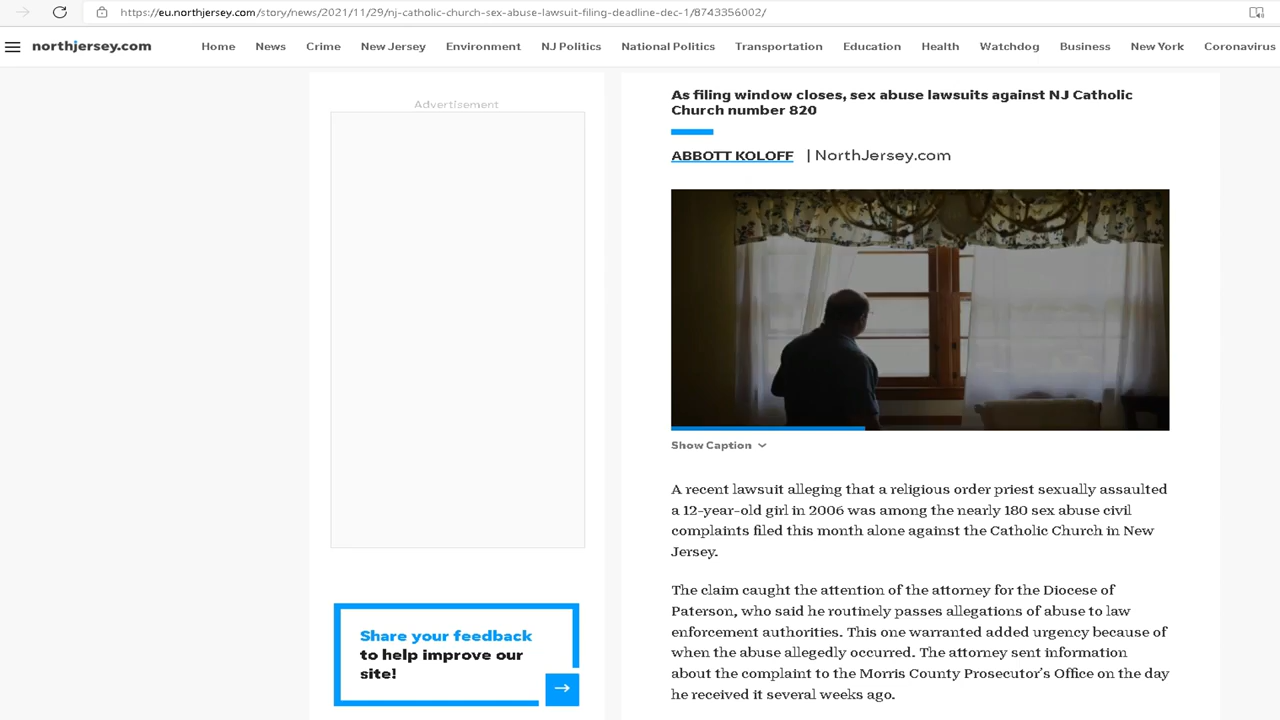 https://eu.northjersey.com/story/news/2021/11/29/nj-catholic-church-sex-abuse-lawsuit-filing-deadline-dec-1/8743356002/
northjersey.com Home News Crime New Jersey Environment NJ Politics National Politics Transportation Education Health Watchdog Business New York Coronavirus
Advertisement
Share your feedback
to help improve our
site!
As filing window closes, sex abuse lawsuits against NJ Catholic
Church number 820
ABBOTT KOLOFF | NorthJersey.com
Show Caption
A recent lawsuit alleging that a religious order priest sexually assaulted
a 12-year-old girl in 2006 was among the nearly 180 sex abuse civil
complaints filed this month alone against the Catholic Church in New
Jersey.
The claim caught the attention of the attorney for the Diocese of
Paterson, who said he routinely passes allegations of abuse to law
enforcement authorities. This one warranted added urgency because of
when the abuse allegedly occurred. The attorney sent information
about the complaint to the Morris County Prosecutor's Office on the day
he received it several weeks ago.